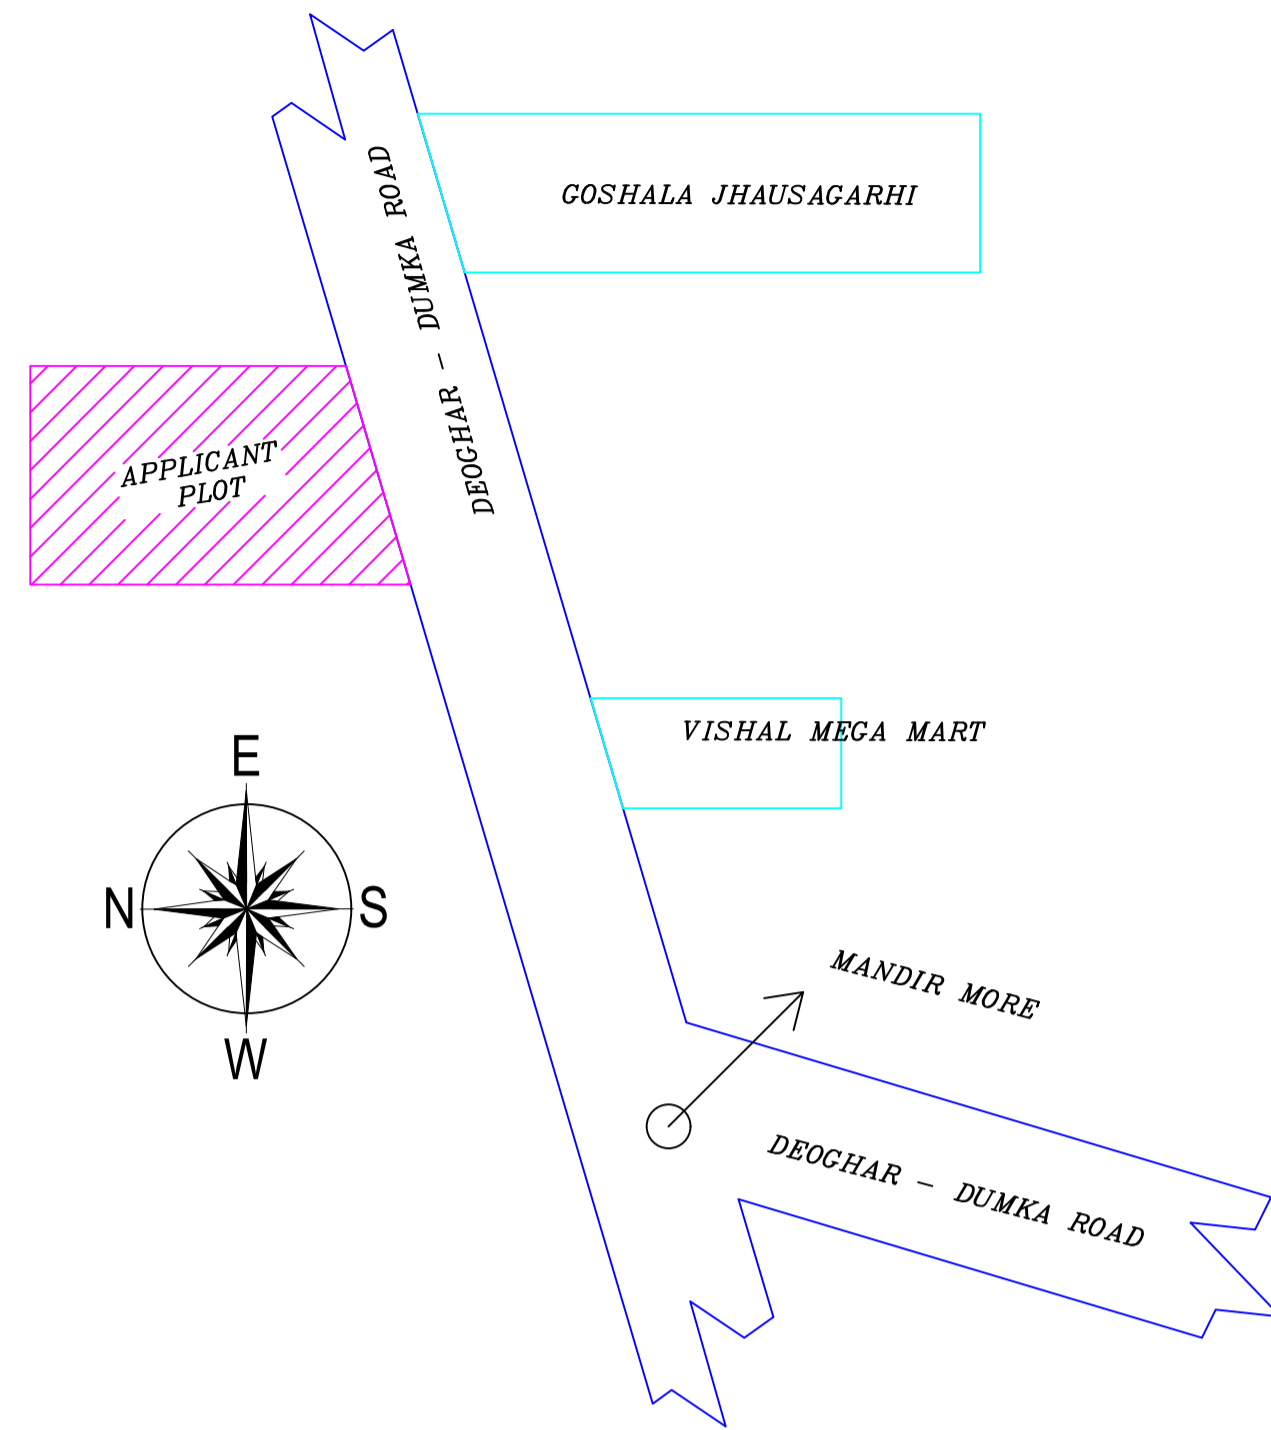 GOSHALA JHAUSAGARHI
DEOGHAR - DUMKA ROAD
APPLICANT
PLOT
VISHAL MEGA MART
E
N
S
W
MANDIR MORE
DEOGHAR - DUMKA ROAD